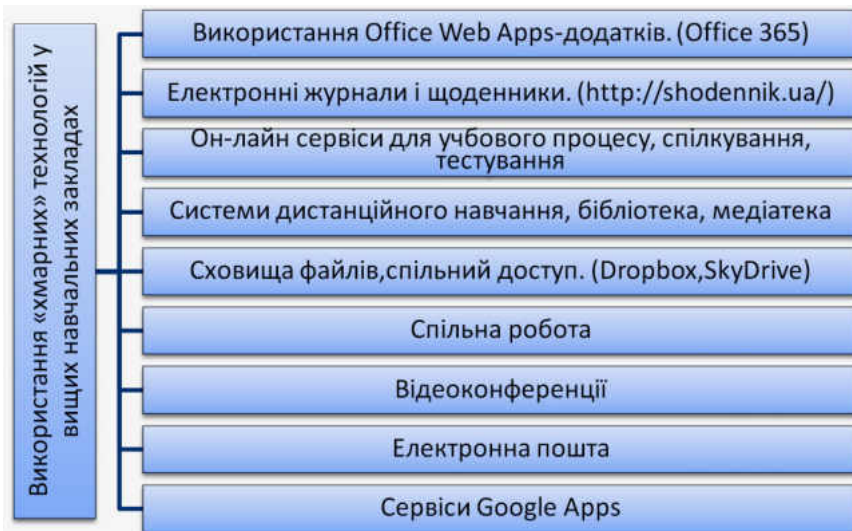 Використання «хмарних» технологій у
вищих навчальних закладах
Використання Office Web Apps-додатків. (Office 365)
Електронні журнали і щоденники. (http://shodennik.ua/)
Он-лайн сервіси для учбового процесу, спілкування,
тестування
Системи дистанційного навчання, бібліотека, медіатека
Сховища файлів,спільний доступ. (Dropbox,SkyDrive)
Спільна робота
Відеоконференції
Електронна пошта
Сервіси Google Apps